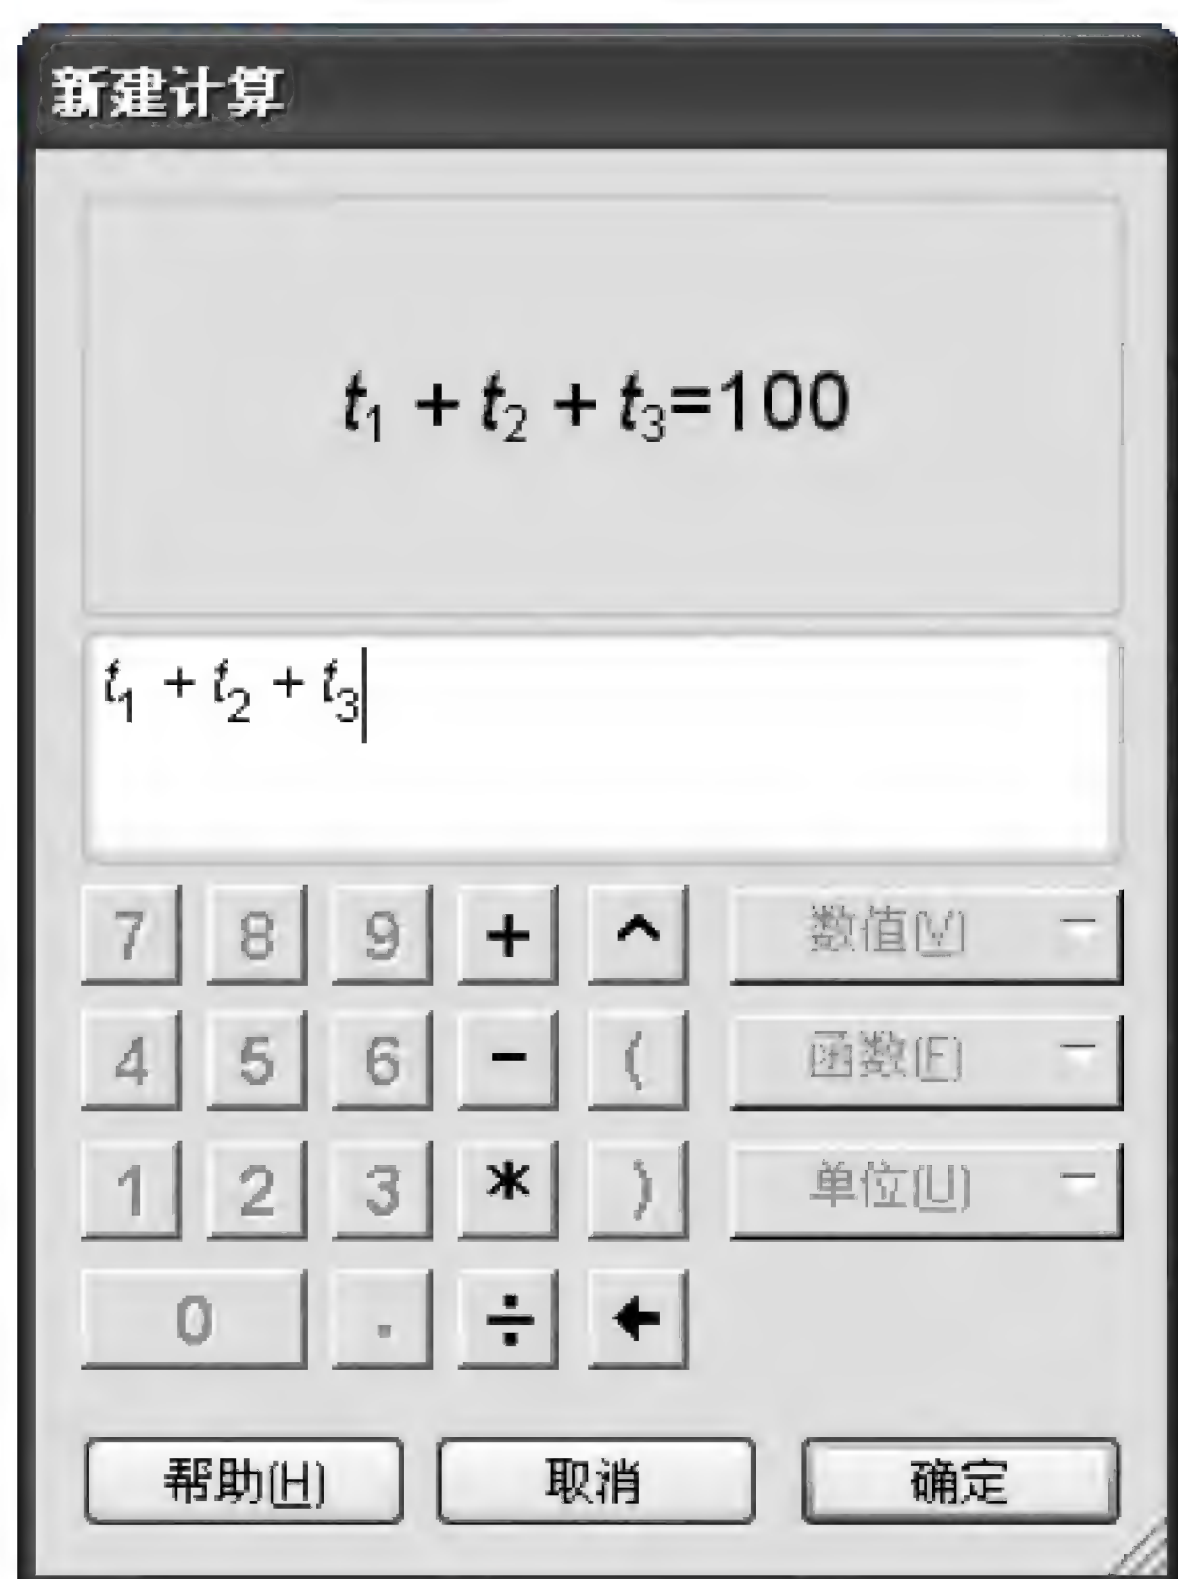 新建计算
t₁ + t₂ + t₃=100
t₁ + t₂ + t₃
7 8 9 + ^ 数值(V)
4 5 6 - ( 函数(F)
1 2 3 * ) 单位(U)
0 . ÷ ←
帮助(H) 取消 确定